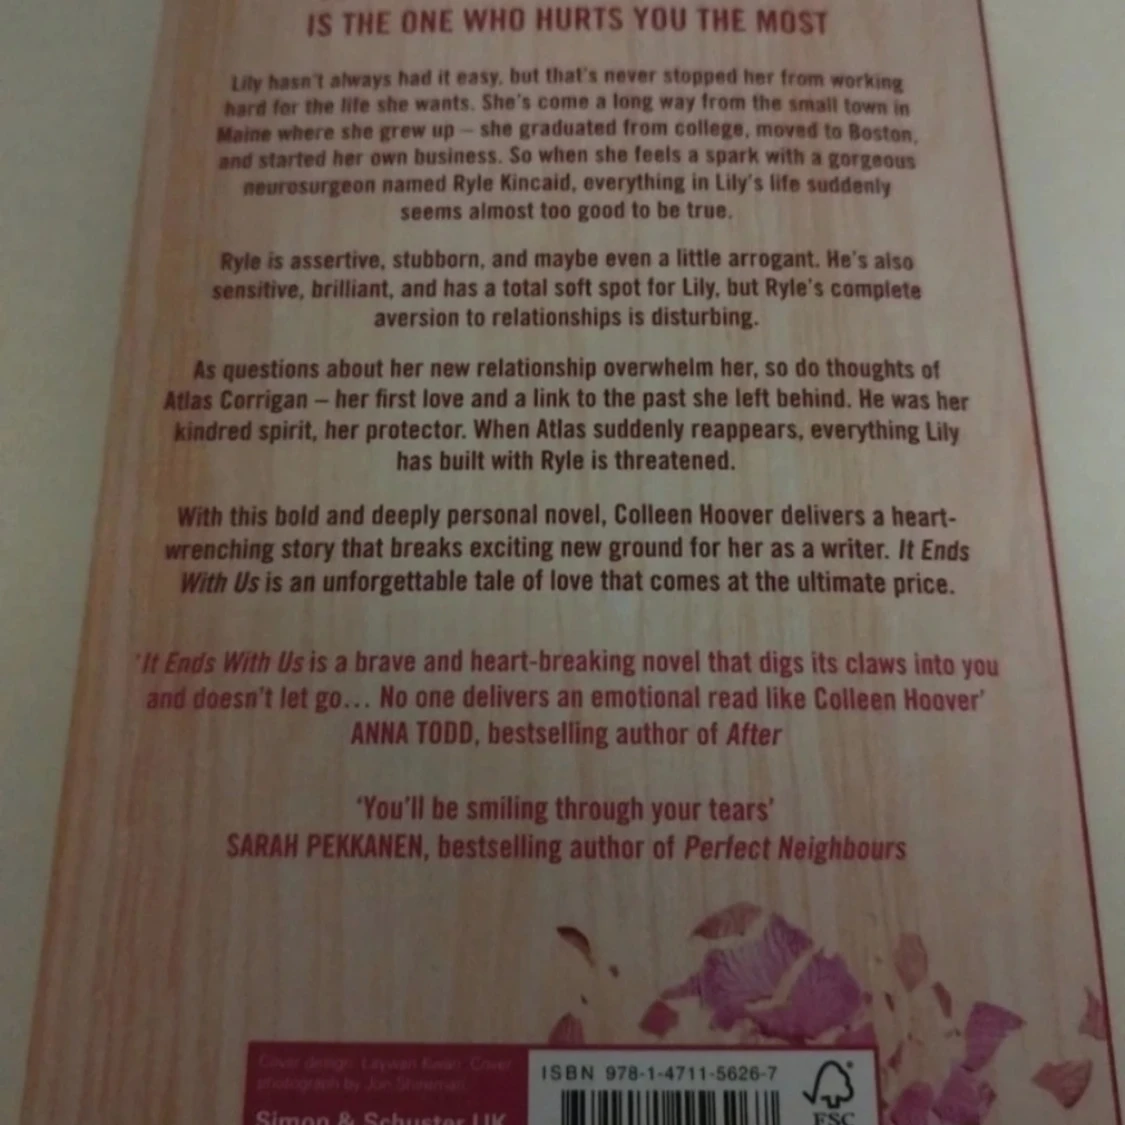 IS THE ONE WHO HURTS YOU THE MOST
Lily hasn't always had it easy, but that's never stopped her from working
hard for the life she wants. She's come a long way from the small town in
Maine where she grew up – she graduated from college, moved to Boston,
and started her own business. So when she feels a spark with a gorgeous
neurosurgeon named Ryle Kincaid, everything in Lily's life suddenly
seems almost too good to be true.
Ryle is assertive, stubborn, and maybe even a little arrogant. He's also
sensitive, brilliant, and has a total soft spot for Lily, but Ryle's complete
aversion to relationships is disturbing.
As questions about her new relationship overwhelm her, so do thoughts of
Atlas Corrigan – her first love and a link to the past she left behind. He was her
kindred spirit, her protector. When Atlas suddenly reappears, everything Lily
has built with Ryle is threatened.
With this bold and deeply personal novel, Colleen Hoover delivers a heart-
wrenching story that breaks exciting new ground for her as a writer. It Ends
With Us is an unforgettable tale of love that comes at the ultimate price.
'It Ends With Us is a brave and heart-breaking novel that digs its claws into you
and doesn't let go... No one delivers an emotional read like Colleen Hoover'
ANNA TODD, bestselling author of After
'You'll be smiling through your tears'
SARAH PEKKANEN, bestselling author of Perfect Neighbours
Cover design: Laywan Kwan. Cover
photograph by Jon Shireman
Simon & Schuster UK
ISBN 978-1-4711-5626-7
FSC